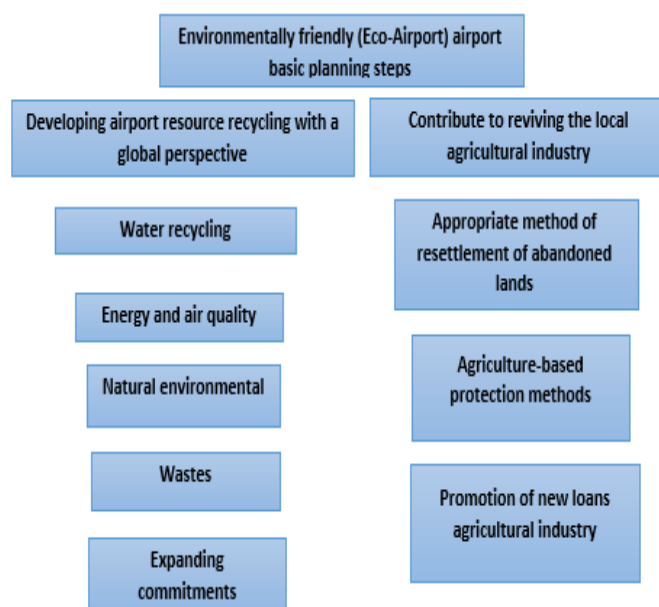 Environmentally friendly (Eco-Airport) airport
basic planning steps
Developing airport resource recycling with a
global perspective
Water recycling
Energy and air quality
Natural environmental
Wastes
Expanding
commitments
Contribute to reviving the local
agricultural industry
Appropriate method of
resettlement of abandoned
lands
Agriculture-based
protection methods
Promotion of new loans
agricultural industry